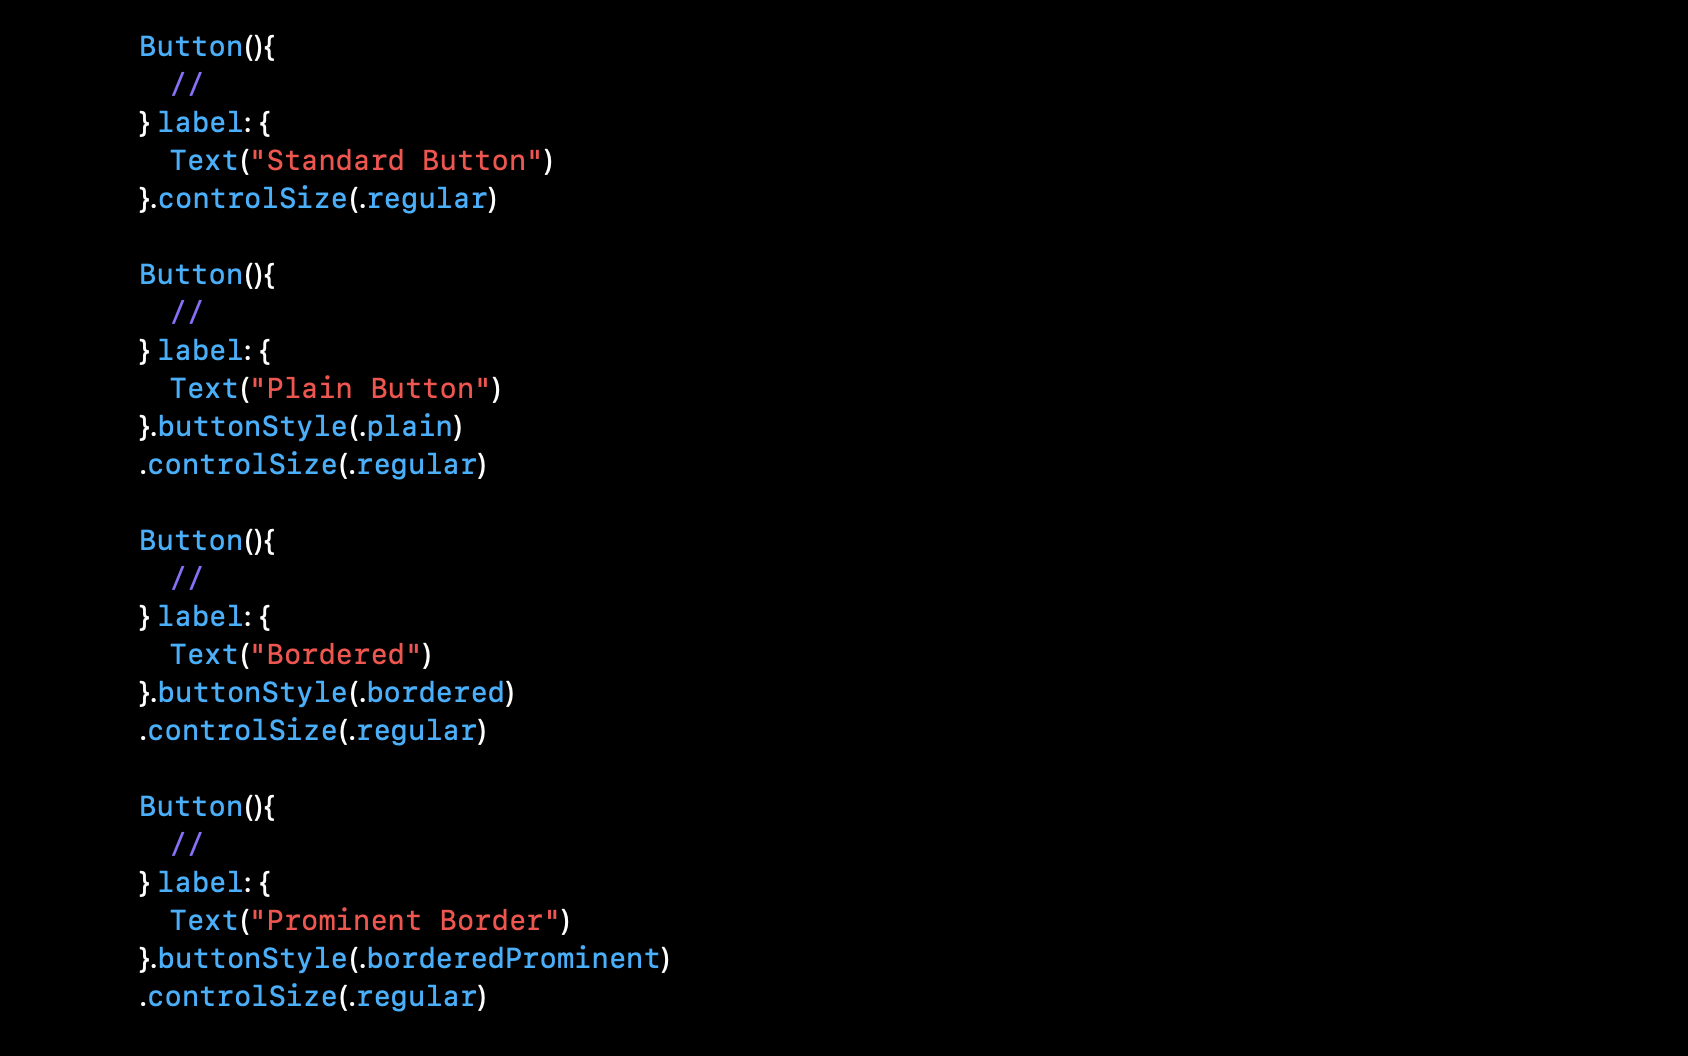 Button(){
  //
} label: {
  Text("Standard Button")
}.controlSize(.regular)

Button(){
  //
} label: {
  Text("Plain Button")
}.buttonStyle(.plain)
.controlSize(.regular)

Button(){
  //
} label: {
  Text("Bordered")
}.buttonStyle(.bordered)
.controlSize(.regular)

Button(){
  //
} label: {
  Text("Prominent Border")
}.buttonStyle(.borderedProminent)
.controlSize(.regular)